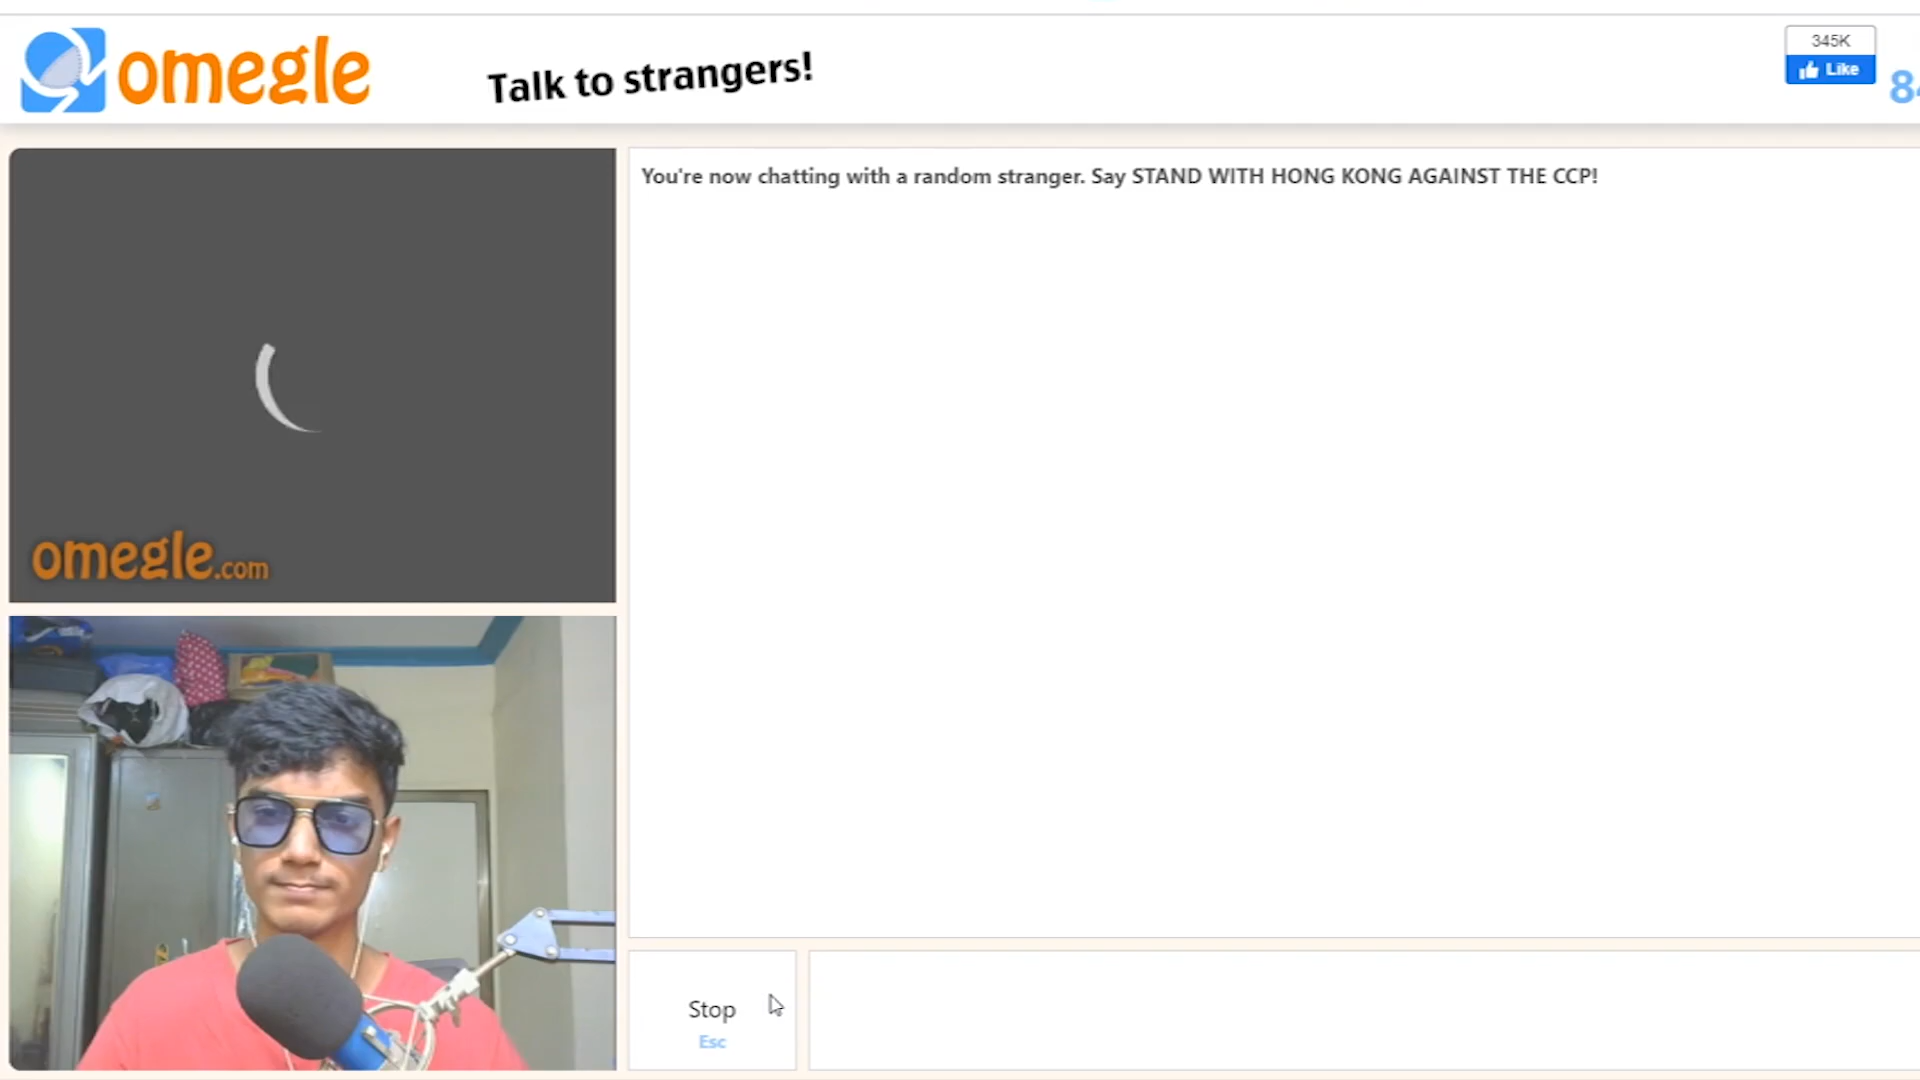 omegle
Talk to strangers!
345K
Like
84
You're now chatting with a random stranger. Say STAND WITH HONG KONG AGAINST THE CCP!
omegle.com
Stop
Esc